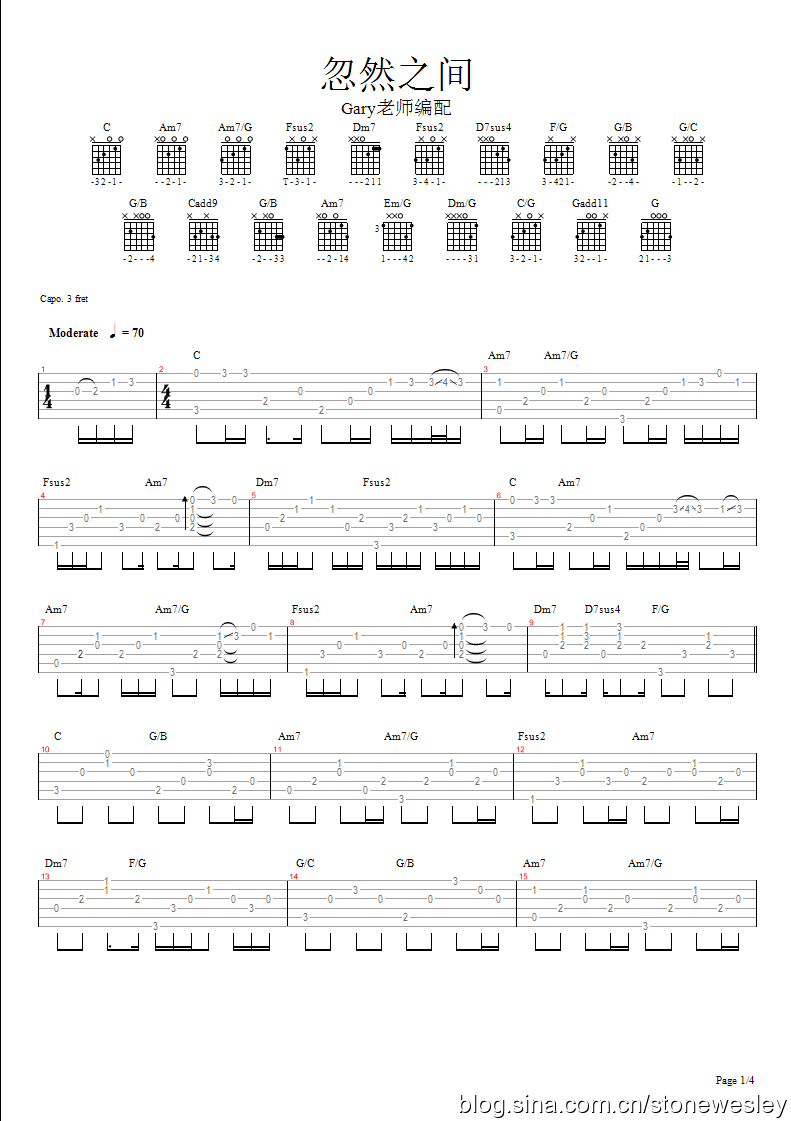 忽然之间
Gary老师编配
C Am7 Am7/G Fsus2 Dm7 Fsus2 D7sus4 F/G G/B G/C
-32-1- --2-1- 3-2-1- T-3-1- ---211 3-4-1- ---213 3-421- -2--4- -1--2-
G/B Cadd9 G/B Am7 Em/G Dm/G C/G Gadd11 G
3
-2---4 -21-34 -2--33 --2-14 1---42 ----31 3-2-1- 32--1- 21---3
Capo. 3 fret
Moderate = 70
C Am7 Am7/G
1 2 3
Fsus2 Am7 Dm7 Fsus2 C Am7
4 5 6
Am7 Am7/G Fsus2 Am7 Dm7 D7sus4 F/G
7 8 9
C G/B Am7 Am7/G Fsus2 Am7
10 11 12
Dm7 F/G G/C G/B Am7 Am7/G
13 14 15
Page 1/4
blog.sina.com.cn/stonewesley